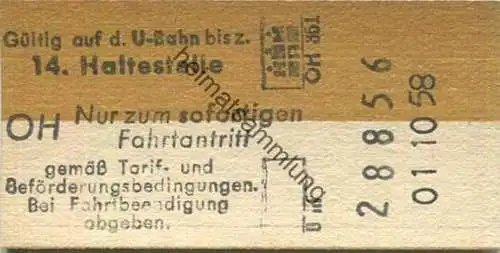 Gültig auf d. U-Bahn bis z.
14. Haltestelle
OH Nur zum sofortigen
Fahrtantritt
gemäß Tarif- und
Beförderungsbedingungen.
Bei Fahrtbeendigung
abgeben.
OH 361
28856
01 10 58
heimatsammlung